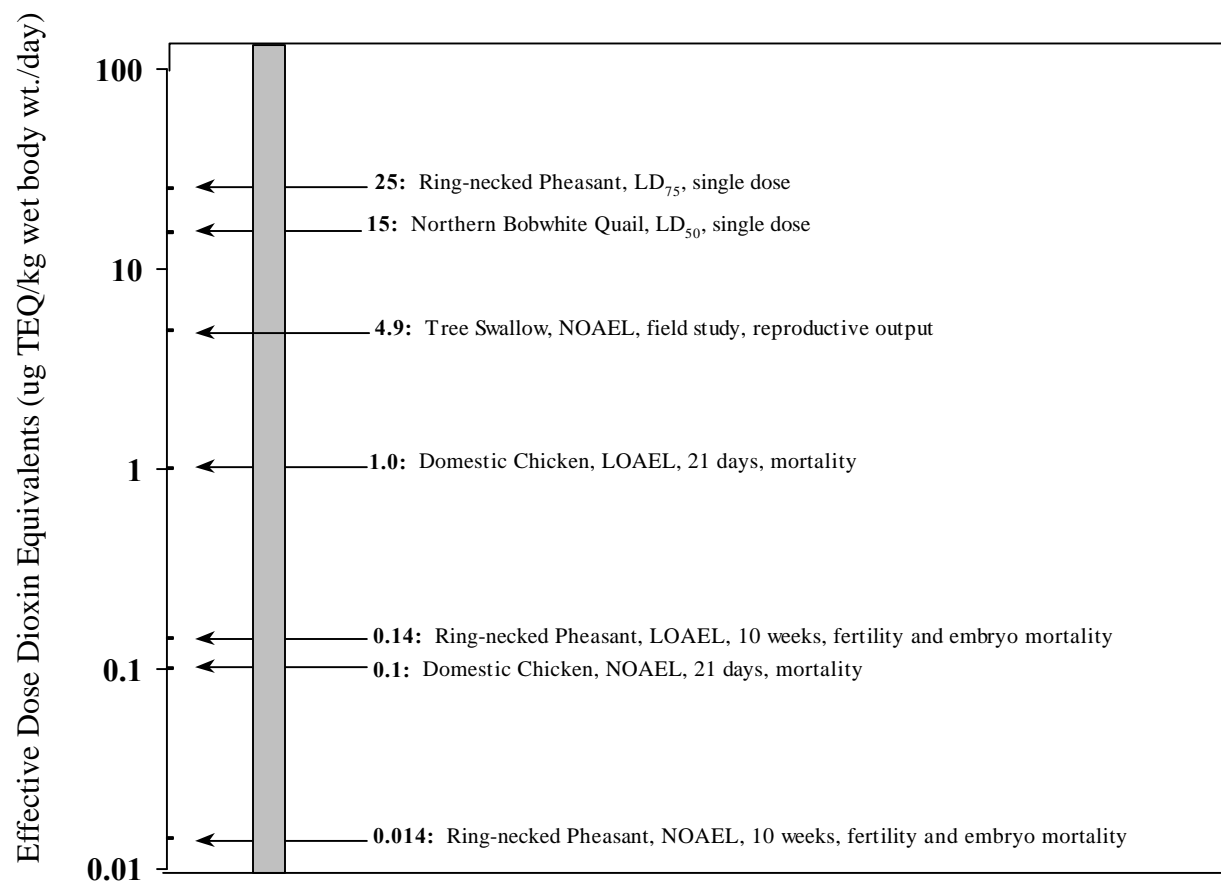 Effective Dose Dioxin Equivalents (ug TEQ/kg wet body wt./day)
100
25: Ring-necked Pheasant, LD75, single dose
15: Northern Bobwhite Quail, LD50, single dose
10
4.9: Tree Swallow, NOAEL, field study, reproductive output
1.0: Domestic Chicken, LOAEL, 21 days, mortality
1
0.14: Ring-necked Pheasant, LOAEL, 10 weeks, fertility and embryo mortality
0.1
0.1: Domestic Chicken, NOAEL, 21 days, mortality
0.014: Ring-necked Pheasant, NOAEL, 10 weeks, fertility and embryo mortality
0.01